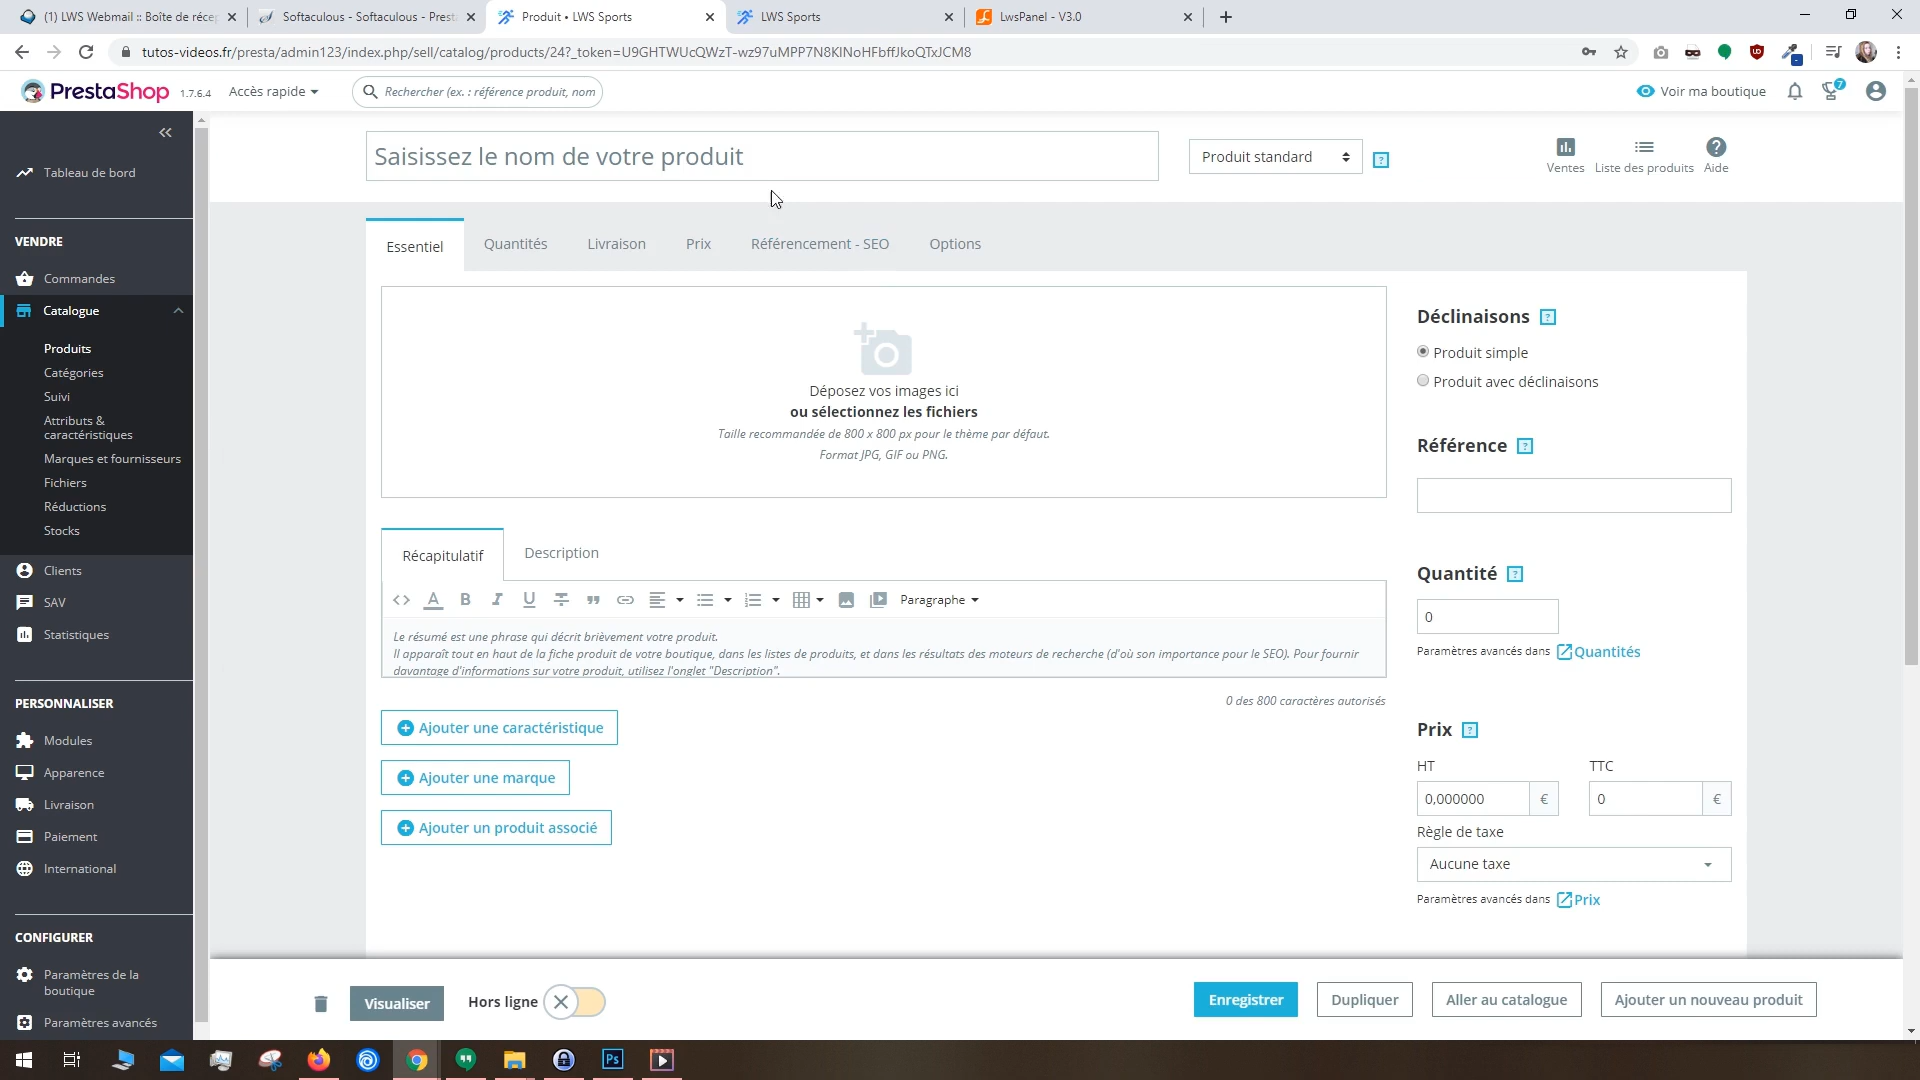 (1) LWS Webmail :: Boîte de récep
Softaculous - Softaculous - Presta
Produit • LWS Sports
LWS Sports
LwsPanel - V3.0
tutos-videos.fr/presta/admin123/index.php/sell/catalog/products/24?_token=U9GHTWUcQWzT-wz97uMPP7N8KlNoHFbffJkoQTxJCM8
PrestaShop 1.7.6.4
Accès rapide
Rechercher (ex. : référence produit, nom
Voir ma boutique
7
Saisissez le nom de votre produit
Produit standard
?
Ventes
Liste des produits
Aide
Tableau de bord
VENDRE
Commandes
Catalogue
Produits
Catégories
Suivi
Attributs &
caractéristiques
Marques et fournisseurs
Fichiers
Réductions
Stocks
Clients
SAV
Statistiques
PERSONNALISER
Modules
Apparence
Livraison
Paiement
International
CONFIGURER
Paramètres de la
boutique
Paramètres avancés
Essentiel
Quantités
Livraison
Prix
Référencement - SEO
Options
Déposez vos images ici
ou sélectionnez les fichiers
Taille recommandée de 800 x 800 px pour le thème par défaut.
Format JPG, GIF ou PNG.
Récapitulatif
Description
Paragraphe
Le résumé est une phrase qui décrit brièvement votre produit.
Il apparaît tout en haut de la fiche produit de votre boutique, dans les listes de produits, et dans les résultats des moteurs de recherche (d'où son importance pour le SEO). Pour fournir
davantage d'informations sur votre produit, utilisez l'onglet "Description".
0 des 800 caractères autorisés
Ajouter une caractéristique
Ajouter une marque
Ajouter un produit associé
Déclinaisons ?
Produit simple
Produit avec déclinaisons
Référence ?
Quantité ?
0
Paramètres avancés dans Quantités
Prix ?
HT
TTC
0,000000 €
0 €
Règle de taxe
Aucune taxe
Paramètres avancés dans Prix
Visualiser
Hors ligne
Enregistrer
Dupliquer
Aller au catalogue
Ajouter un nouveau produit
Ps